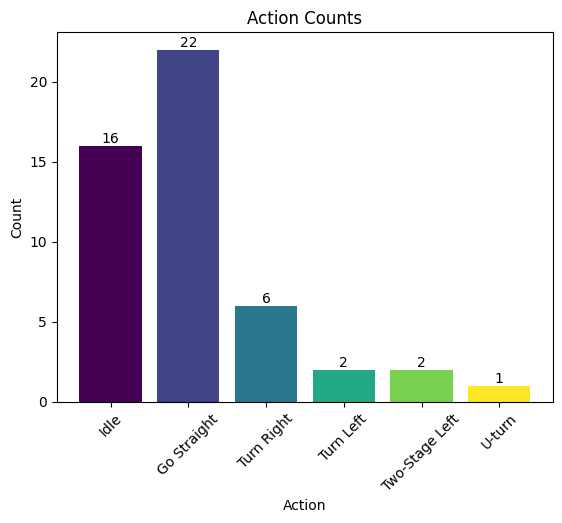 Action Counts
22
16
6
2
2
1
20
15
10
5
0
Count
Idle
Go Straight
Turn Right
Turn Left
Two-Stage Left
U-turn
Action